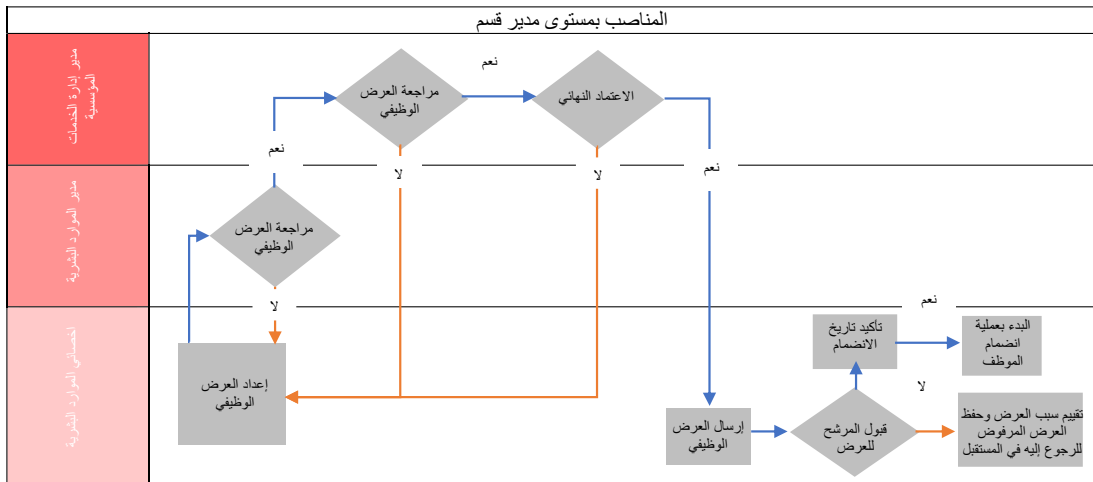 المناصب بمستوى مدير قسم
مدير إدارة الخدمات
المؤسسية
مراجعة العرض
الوظيفي
نعم
الاعتماد النهائي
نعم
لا
لا
نعم
مدير الموارد البشرية
مراجعة العرض
الوظيفي
لا
اخصائي الموارد البشرية
إعداد العرض
الوظيفي
إرسال العرض
الوظيفي
قبول المرشح
للعرض
تأكيد تاريخ
الانضمام
نعم
البدء بعملية
انضمام
الموظف
لا
تقييم سبب العرض وحفظ
العرض المرفوض
للرجوع إليه في المستقبل